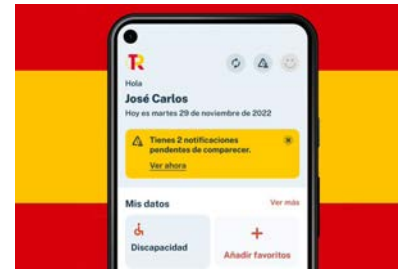 Hola
José Carlos
Hoy es martes 29 de noviembre de 2022
Tienes 2 notificaciones
pendentes de comparecer.
Ver ahora
Mis datos
Ver más
Discapacidad
Añadir favoritos